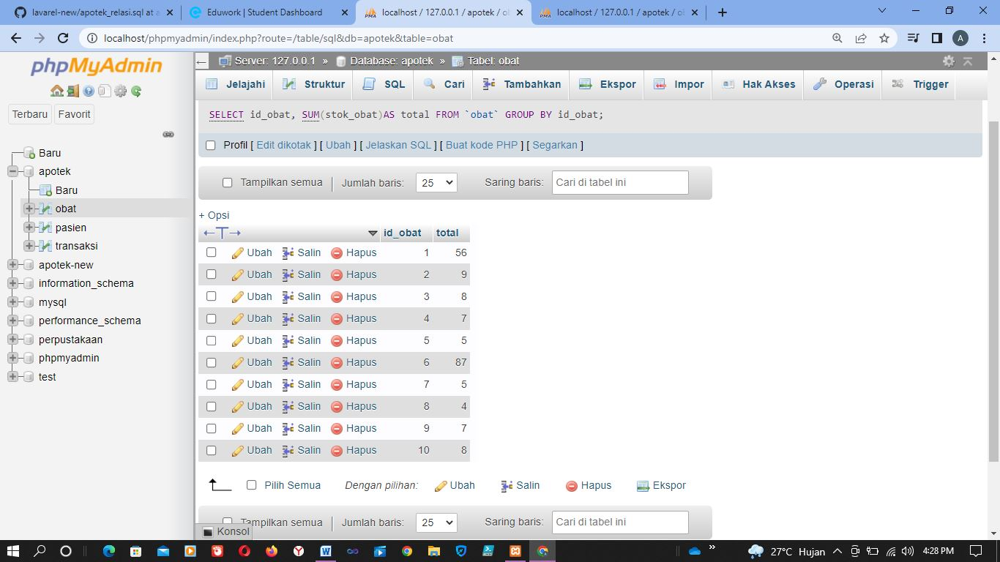 lavarel-new/apotek_relasi.sql at a
Eduwork | Student Dashboard
localhost / 127.0.0.1 / apotek / ob
localhost / 127.0.0.1 / apotek / ob
localhost/phpmyadmin/index.php?route=/table/sql&db=apotek&table=obat
A
phpMyAdmin
Terbaru Favorit
Baru
apotek
Baru
obat
pasien
transaksi
apotek-new
information_schema
mysql
performance_schema
perpustakaan
phpmyadmin
test
Server: 127.0.0.1 » Database: apotek » Tabel: obat
Jelajahi Struktur SQL Cari Tambahkan Ekspor Impor Hak Akses Operasi Trigger
SELECT id_obat, SUM(stok_obat)AS total FROM `obat` GROUP BY id_obat;
Profil [ Edit dikotak ] [ Ubah ] [ Jelaskan SQL ] [ Buat kode PHP ] [ Segarkan ]
Tampilkan semua | Jumlah baris: 25 Saring baris: Cari di tabel ini
+ Opsi
←T→ id_obat total
Ubah Salin Hapus 1 56
Ubah Salin Hapus 2 9
Ubah Salin Hapus 3 8
Ubah Salin Hapus 4 7
Ubah Salin Hapus 5 5
Ubah Salin Hapus 6 87
Ubah Salin Hapus 7 5
Ubah Salin Hapus 8 4
Ubah Salin Hapus 9 7
Ubah Salin Hapus 10 8
Pilih Semua Dengan pilihan: Ubah Salin Hapus Ekspor
Tampilkan semua | Jumlah baris: 25 Saring baris: Cari di tabel ini
Konsol
27°C Hujan 4:28 PM